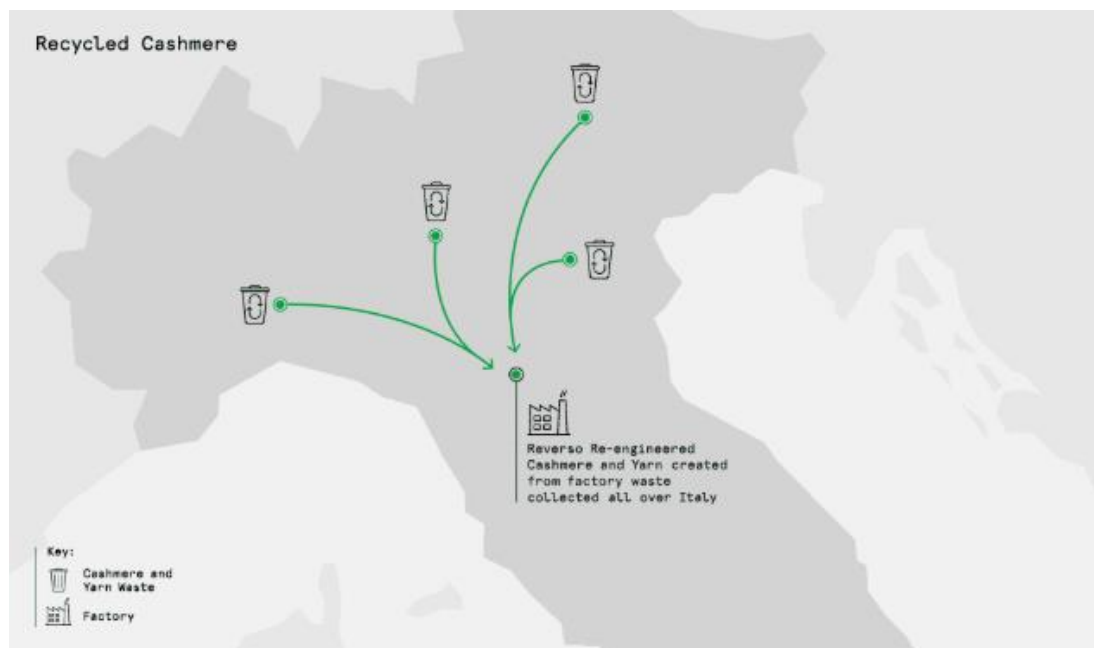 Recycled Cashmere
Reverso Re-engineered
Cashmere and Yarn created
from factory waste
collected all over Italy
Key:
Cashmere and
Yarn Waste
Factory